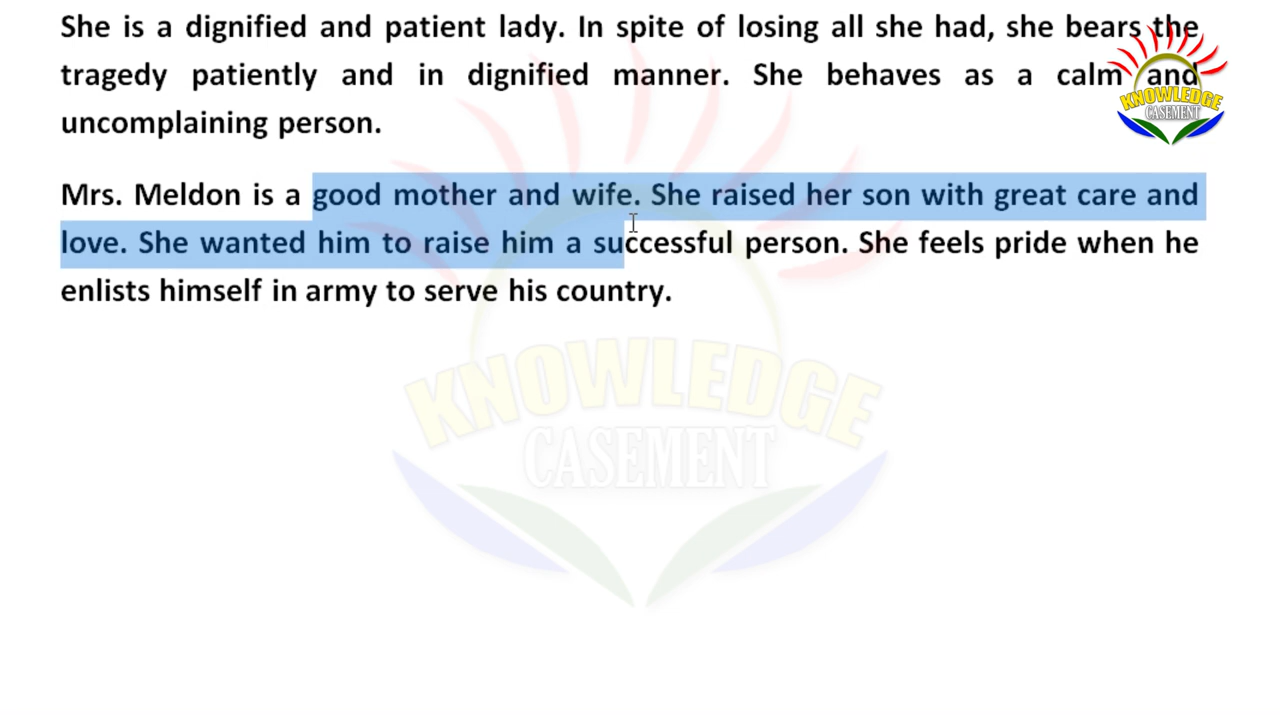 She is a dignified and patient lady. In spite of losing all she had, she bears the
tragedy patiently and in dignified manner. She behaves as a calm and
uncomplaining person.
Mrs. Meldon is a good mother and wife. She raised her son with great care and
love. She wanted him to raise him a successful person. She feels pride when he
enlists himself in army to serve his country.
KNOWLEDGE
CASEMENT
KNOWLEDGE
CASEMENT